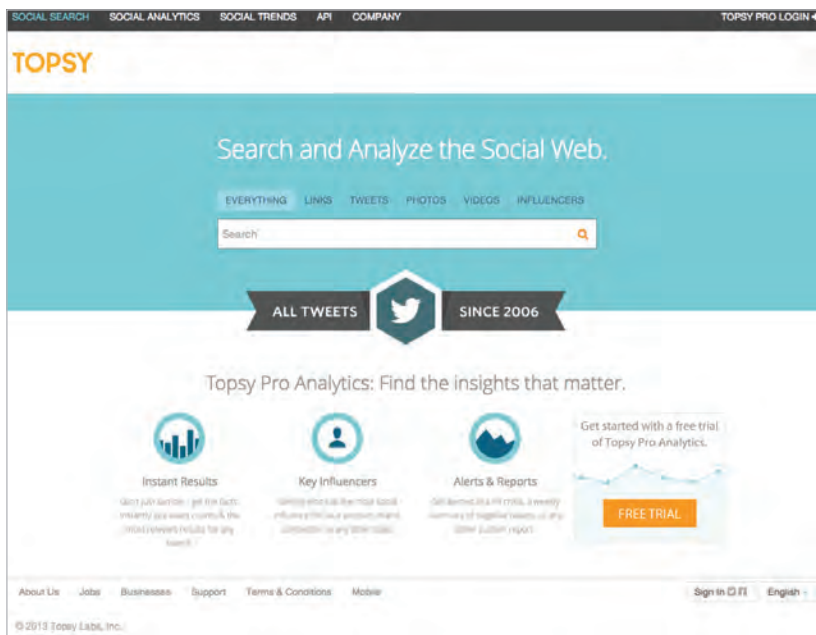 SOCIAL SEARCH SOCIAL ANALYTICS SOCIAL TRENDS API COMPANY TOPSY PRO LOGIN
TOPSY
Search and Analyze the Social Web.
EVERYTHING LINKS TWEETS PHOTOS VIDEOS INFLUENCERS
Search
ALL TWEETS SINCE 2006
Topsy Pro Analytics: Find the insights that matter.
Get started with a free trial
of Topsy Pro Analytics.
Instant Results Key Influencers Alerts & Reports
FREE TRIAL
About Us Jobs Businesses Support Terms & Conditions Mobile Sign In English
© 2013 Topsy Labs, Inc.